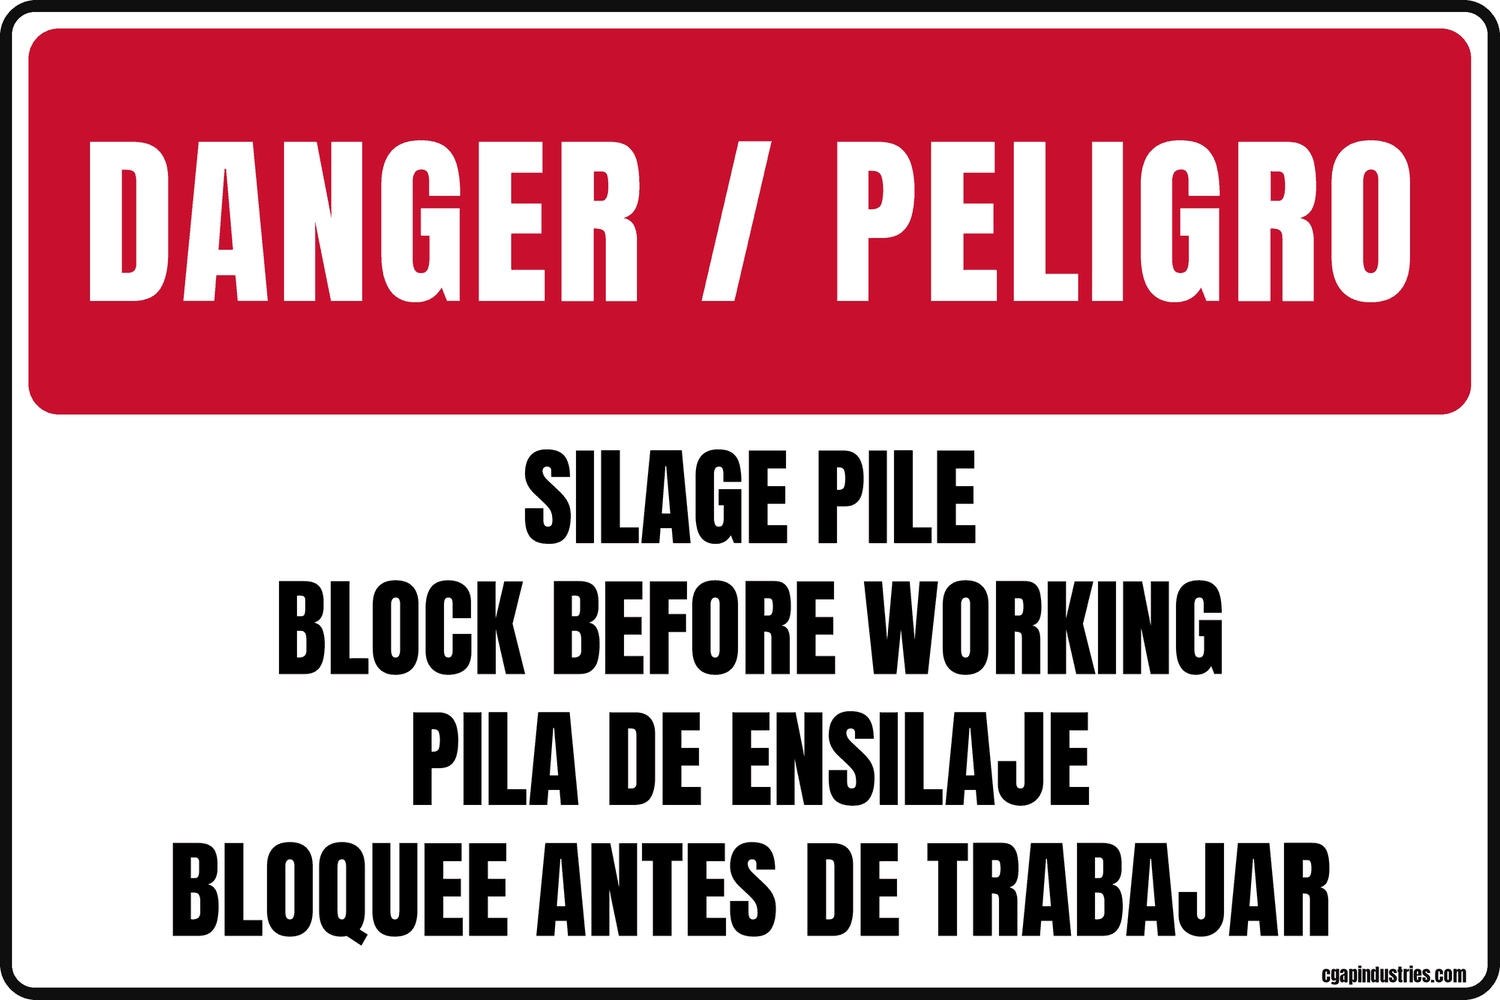 DANGER / PELIGRO
SILAGE PILE
BLOCK BEFORE WORKING
PILA DE ENSILAJE
BLOQUEE ANTES DE TRABAJAR
cgapindustries.com